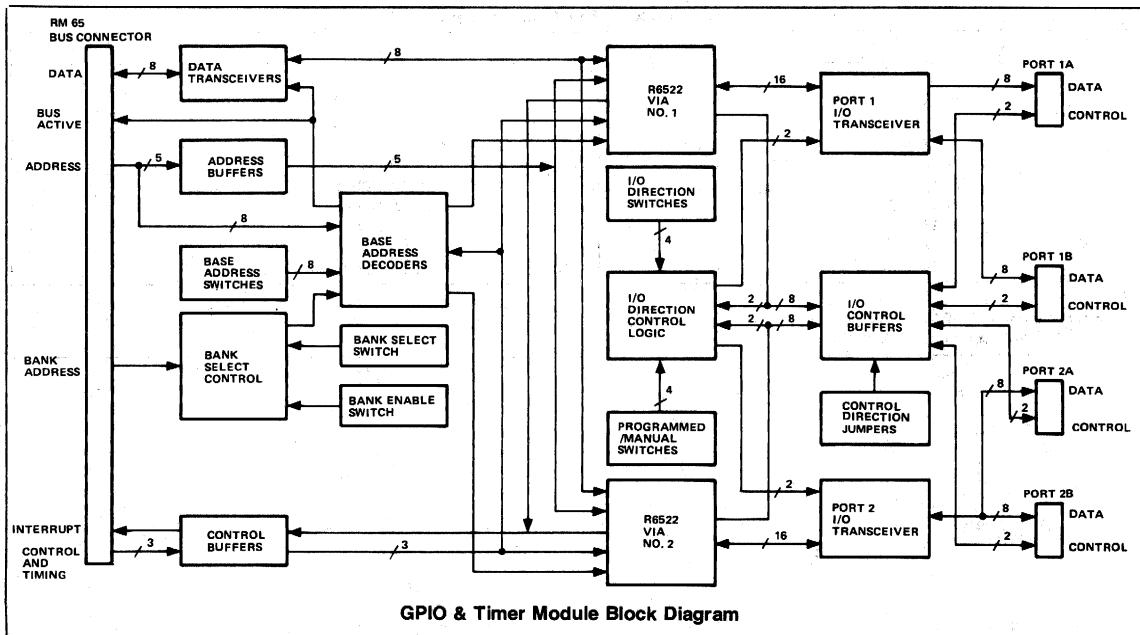 RM 65
BUS CONNECTOR
DATA
8
DATA
TRANSCEIVERS
8
BUS
ACTIVE
ADDRESS
5
ADDRESS
BUFFERS
5
8
BASE
ADDRESS
SWITCHES
8
BASE
ADDRESS
DECODERS
BANK
ADDRESS
BANK
SELECT
CONTROL
BANK SELECT
SWITCH
BANK ENABLE
SWITCH
INTERRUPT
CONTROL
AND
TIMING
3
CONTROL
BUFFERS
3
R6522
VIA
NO. 1
16
2
I/O
DIRECTION
SWITCHES
4
I/O
DIRECTION
CONTROL
LOGIC
2 8
2 8
4
PROGRAMMED
/MANUAL
SWITCHES
R6522
VIA
NO. 2
2
16
PORT 1
I/O
TRANSCEIVER
I/O
CONTROL
BUFFERS
CONTROL
DIRECTION
JUMPERS
PORT 2
I/O
TRANSCEIVER
PORT 1A
8
DATA
2
CONTROL
PORT 1B
8
DATA
2
CONTROL
PORT 2A
8
DATA
2
CONTROL
PORT 2B
8
DATA
2
CONTROL
GPIO & Timer Module Block Diagram